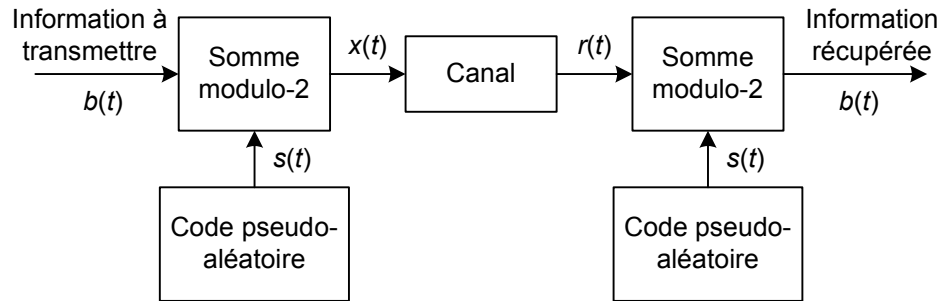 Information à
transmettre
b(t)
Somme
modulo-2
x(t)
Canal
r(t)
Somme
modulo-2
Information
récupérée
b(t)
s(t)
s(t)
Code pseudo-
aléatoire
Code pseudo-
aléatoire